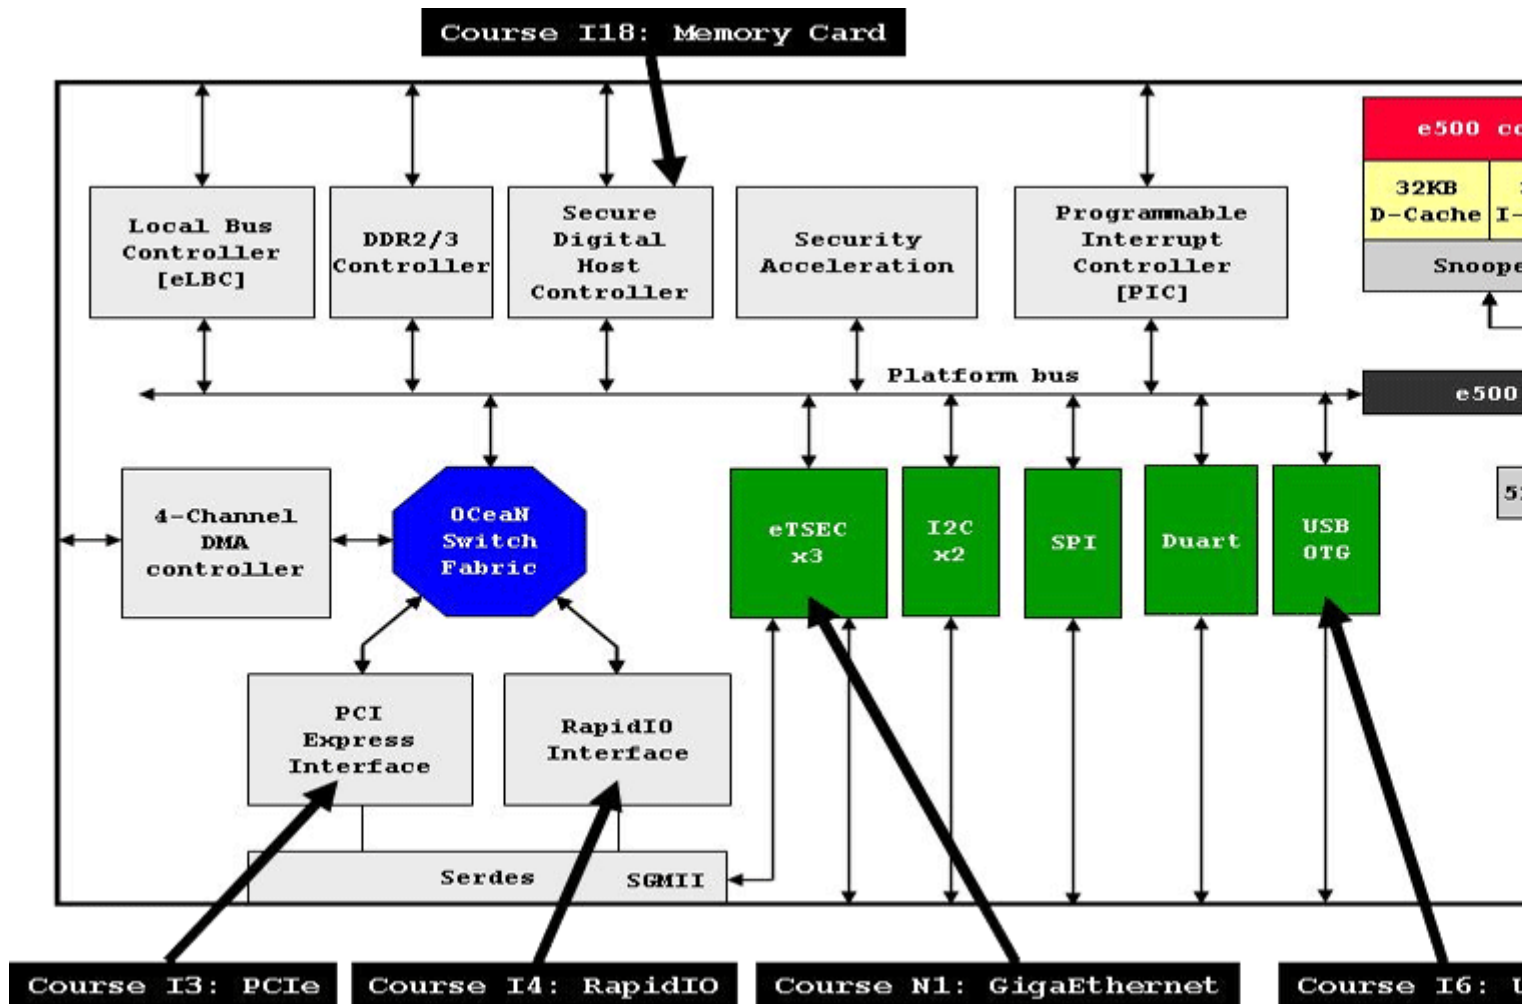 Course I18: Memory Card
e500
32KB
D-Cache
Local Bus
Controller
[eLBC]
DDR2/3
Controller
Secure
Digital
Host
Controller
Security
Acceleration
Programmable
Interrupt
Controller
[PIC]
Platform bus
e500
4-Channel
DMA
controller
OCeaN
Switch
Fabric
eTSEC
x3
I2C
x2
SPI
Duart
USB
OTG
PCI
Express
Interface
RapidIO
Interface
Serdes
SGMII
Course I3: PCIe
Course I4: RapidIO
Course N1: GigaEthernet
Course I6: